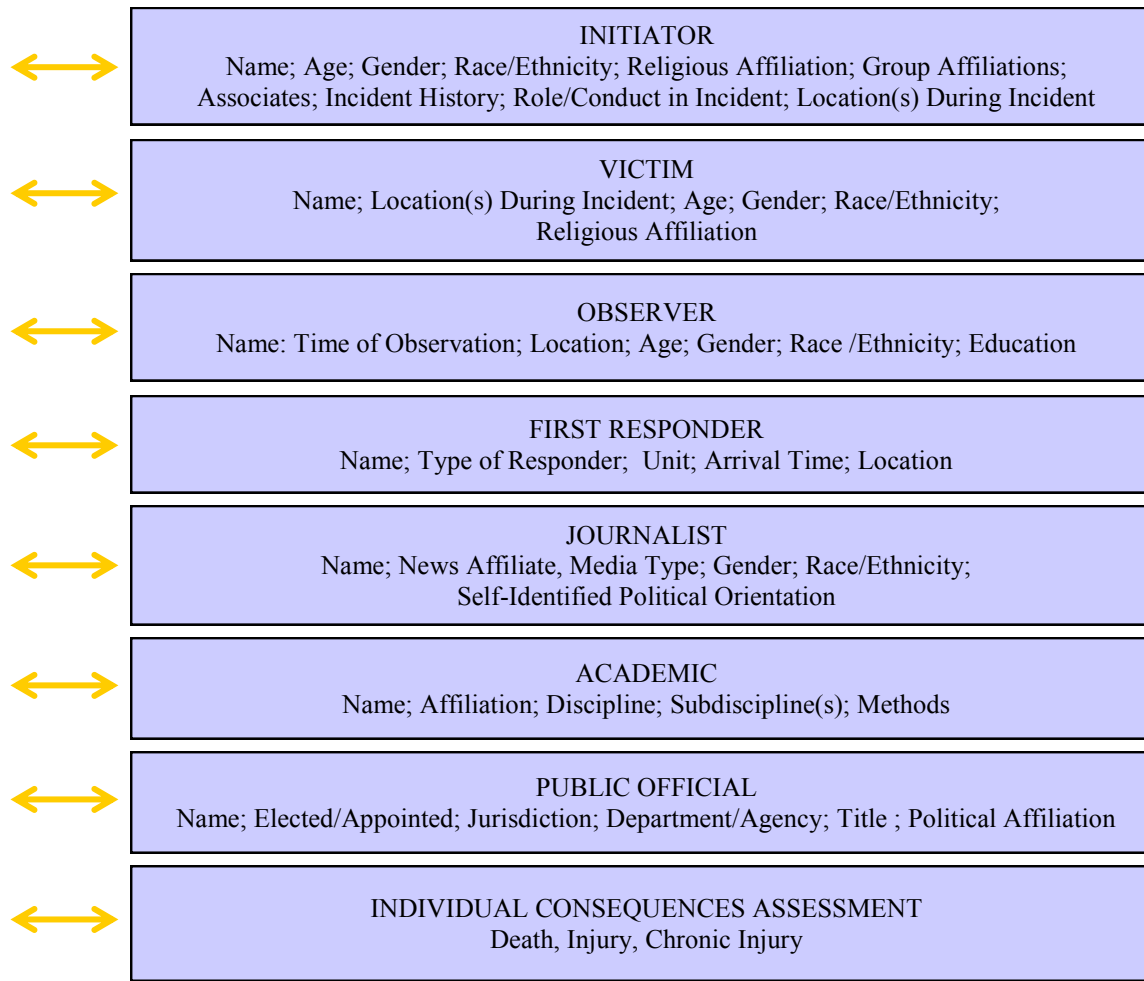 INITIATOR
Name; Age; Gender; Race/Ethnicity; Religious Affiliation; Group Affiliations;
Associates; Incident History; Role/Conduct in Incident; Location(s) During Incident
VICTIM
Name; Location(s) During Incident; Age; Gender; Race/Ethnicity;
Religious Affiliation
OBSERVER
Name: Time of Observation; Location; Age; Gender; Race /Ethnicity; Education
FIRST RESPONDER
Name; Type of Responder;  Unit; Arrival Time; Location
JOURNALIST
Name; News Affiliate, Media Type; Gender; Race/Ethnicity;
Self-Identified Political Orientation
ACADEMIC
Name; Affiliation; Discipline; Subdiscipline(s); Methods
PUBLIC OFFICIAL
Name; Elected/Appointed; Jurisdiction; Department/Agency; Title ; Political Affiliation
INDIVIDUAL CONSEQUENCES ASSESSMENT
Death, Injury, Chronic Injury